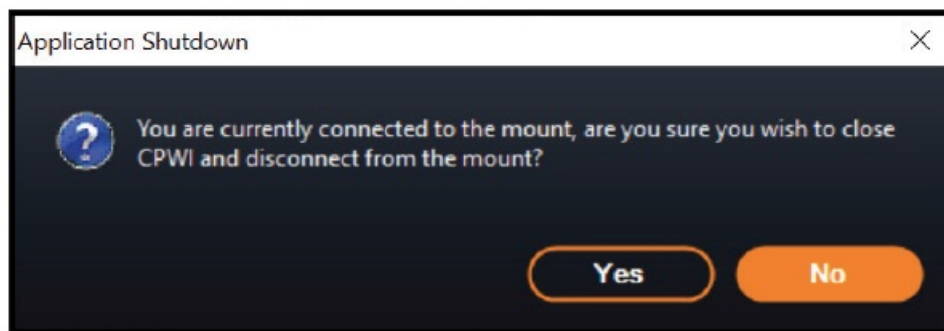 Application Shutdown
You are currently connected to the mount, are you sure you wish to close
CPWI and disconnect from the mount?
Yes
No